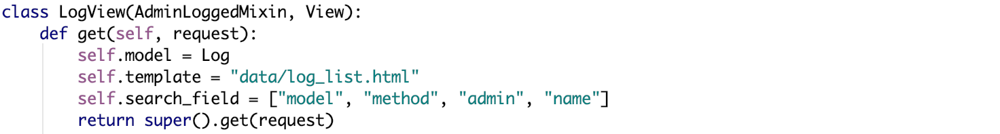 class LogView(AdminLoggedMixin, View):
    def get(self, request):
        self.model = Log
        self.template = "data/log_list.html"
        self.search_field = ["model", "method", "admin", "name"]
        return super().get(request)